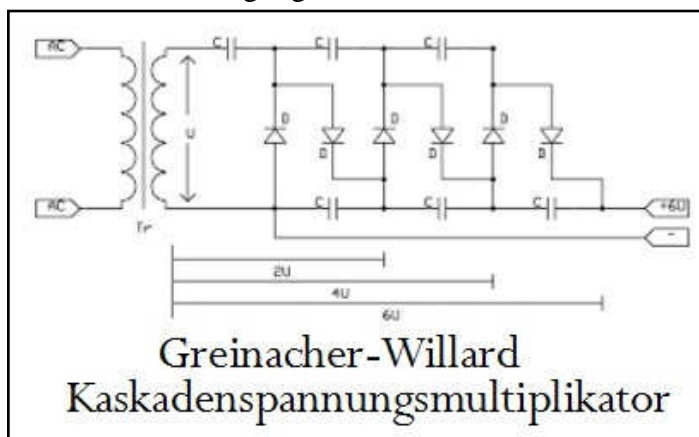 AC
C
C
C
U
D
D
D
D
D
D
AC
Tr
C
C
C
+6U
-
2U
4U
6U
Greinacher-Willard
Kaskadenspannungsmultiplikator